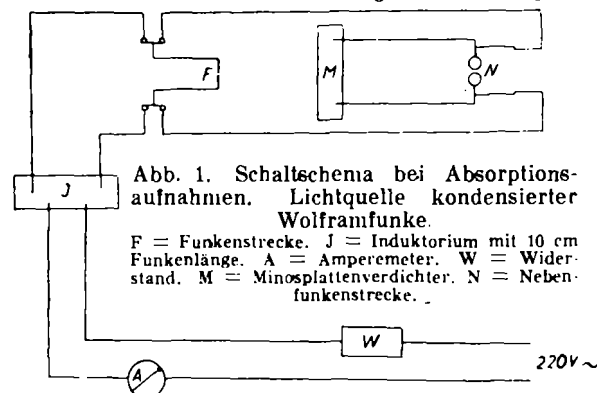 F
M
N
J
Abb. 1. Schaltschema bei Absorptions-
aufnahmen. Lichtquelle kondensierter
Wolframfunke.
F = Funkenstrecke. J = Induktorium mit 10 cm
Funkenlänge. A = Amperemeter. W = Wider-
stand. M = Minosplattenverdichter. N = Neben-
funkenstrecke.
W
220V ~
A